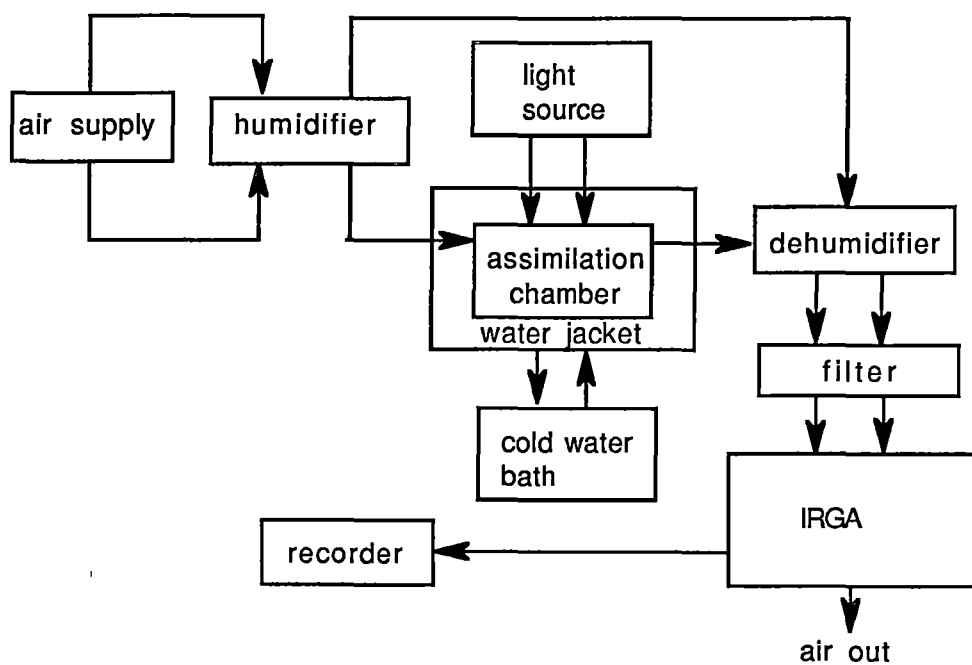 air supply
humidifier
light
source
assimilation
chamber
water jacket
dehumidifier
filter
cold water
bath
IRGA
recorder
air out